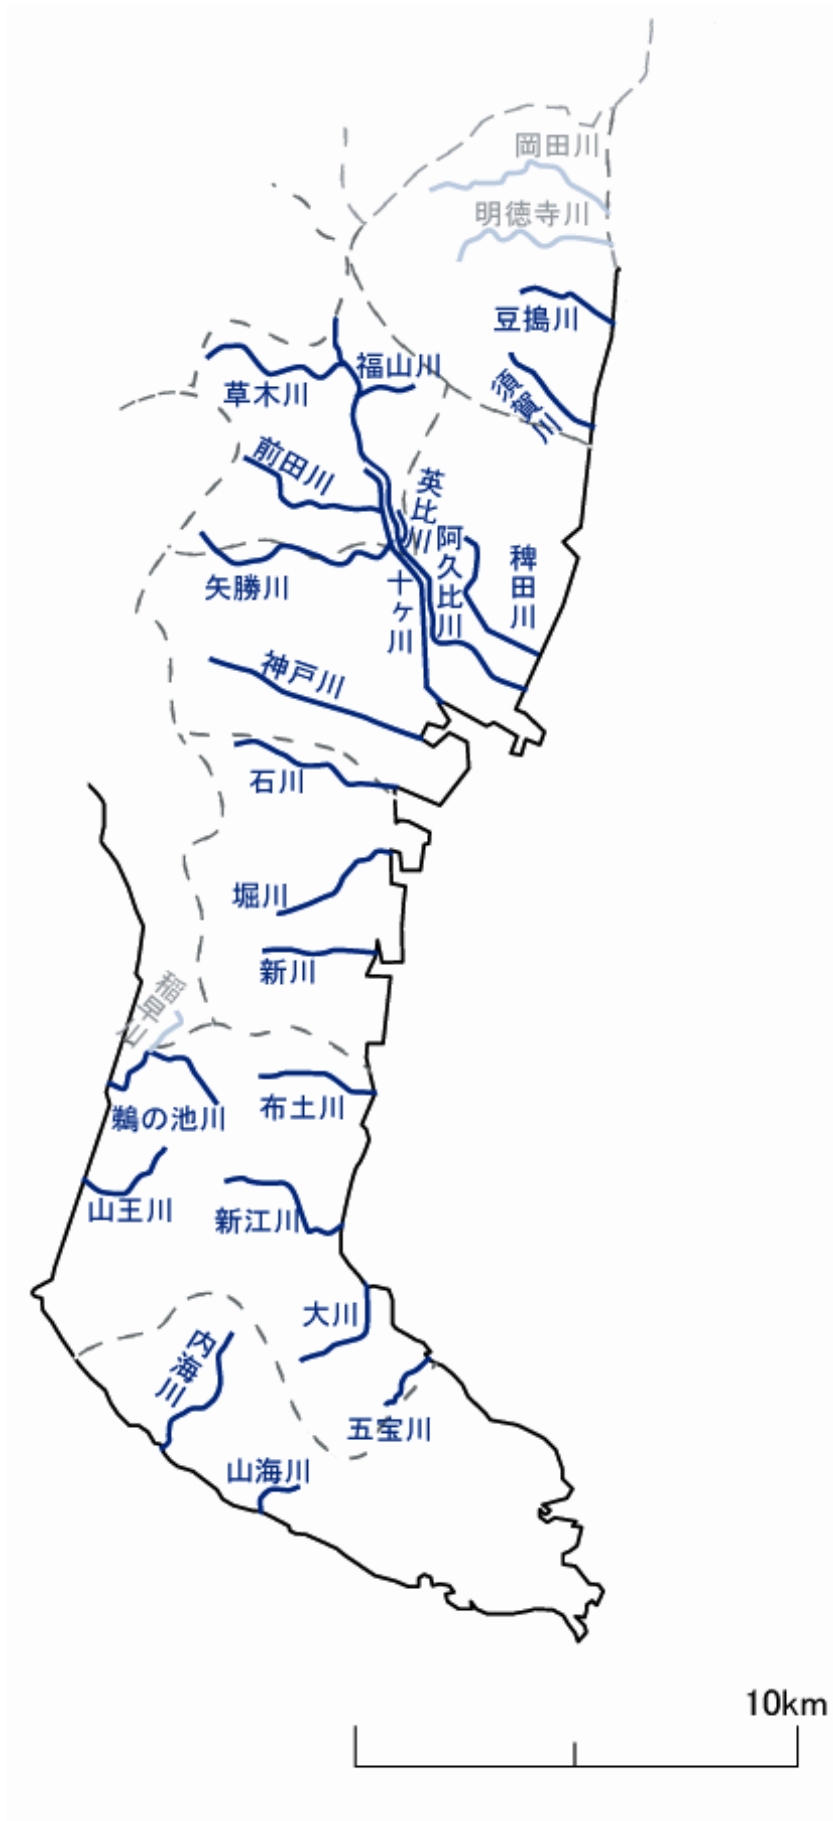 岡田川
明徳寺川
豆搗川
福山川
草木川
須賀川
前田川
英比川
阿久比川
稗田川
矢勝川
十ヶ川
神戸川
石川
堀川
新川
稲早川
鵜の池川
布土川
山王川
新江川
大川
内海川
五宝川
山海川
10km